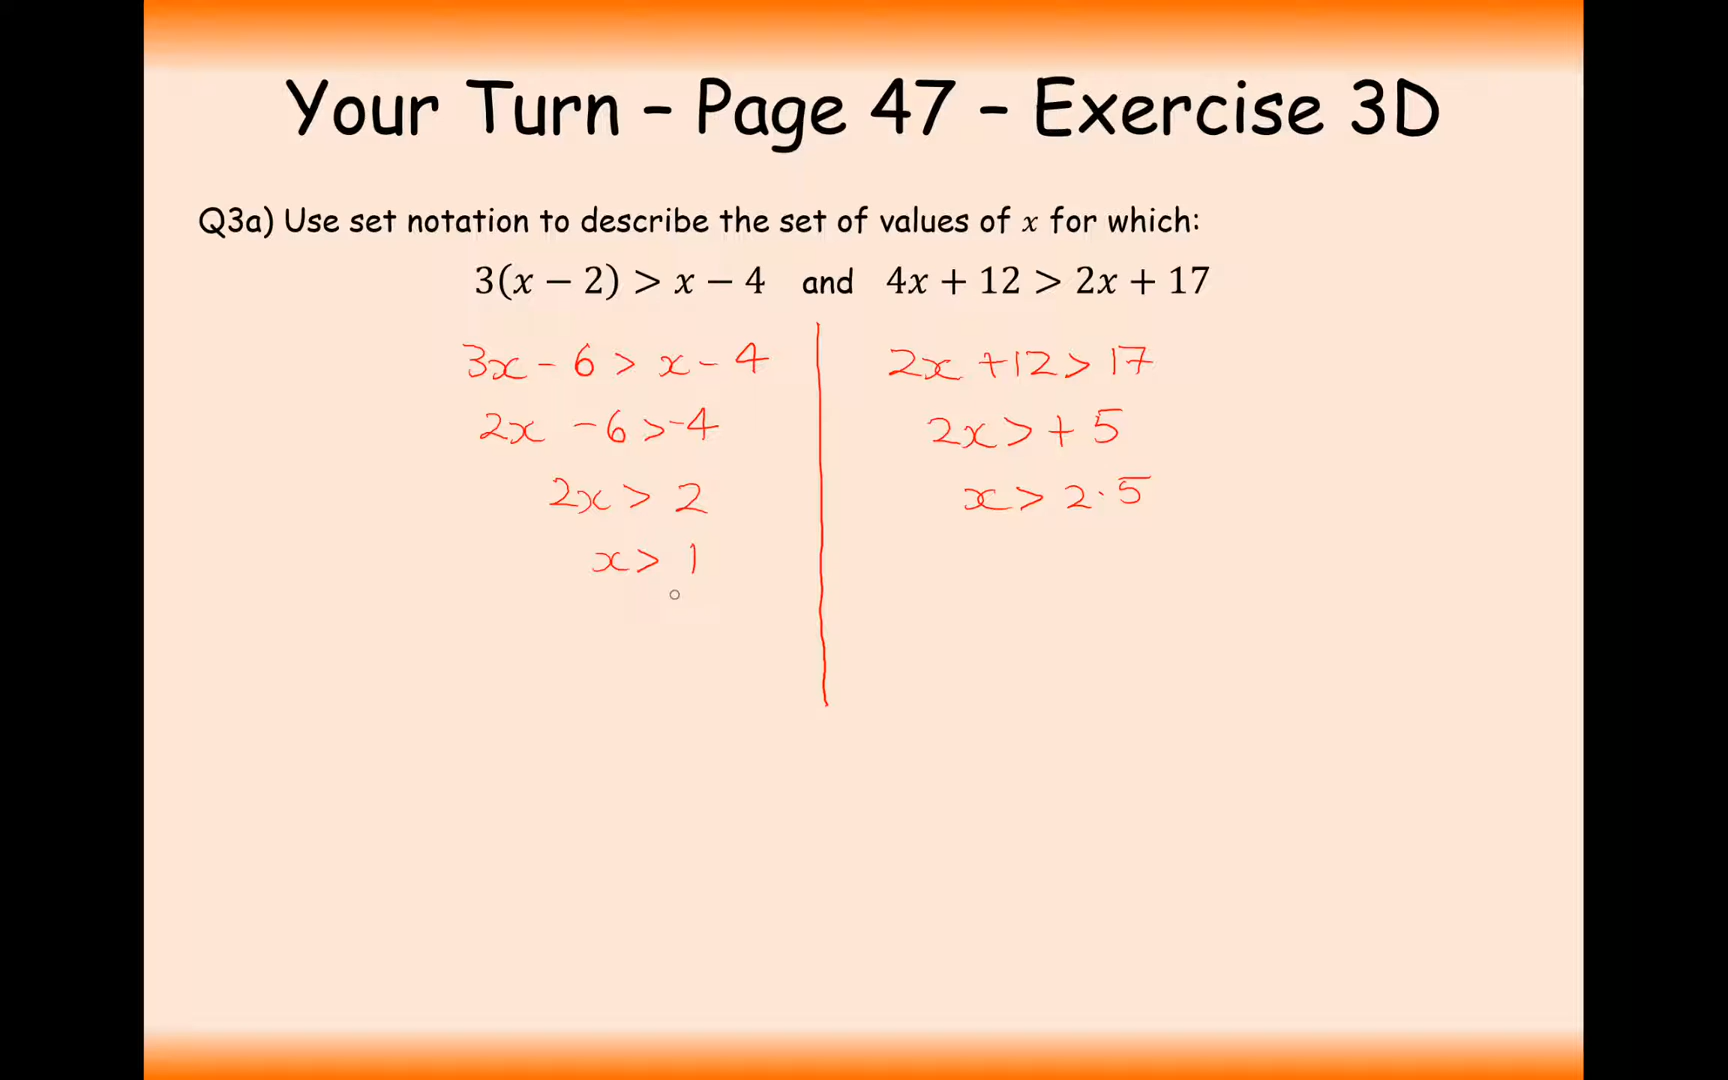 Your Turn – Page 47 – Exercise 3D
Q3a) Use set notation to describe the set of values of x for which:
3(x − 2) > x − 4 and 4x + 12 > 2x + 17
3x - 6 > x - 4
2x - 6 > -4
2x > 2
x > 1
2x + 12 > 17
2x > + 5
x > 2·5